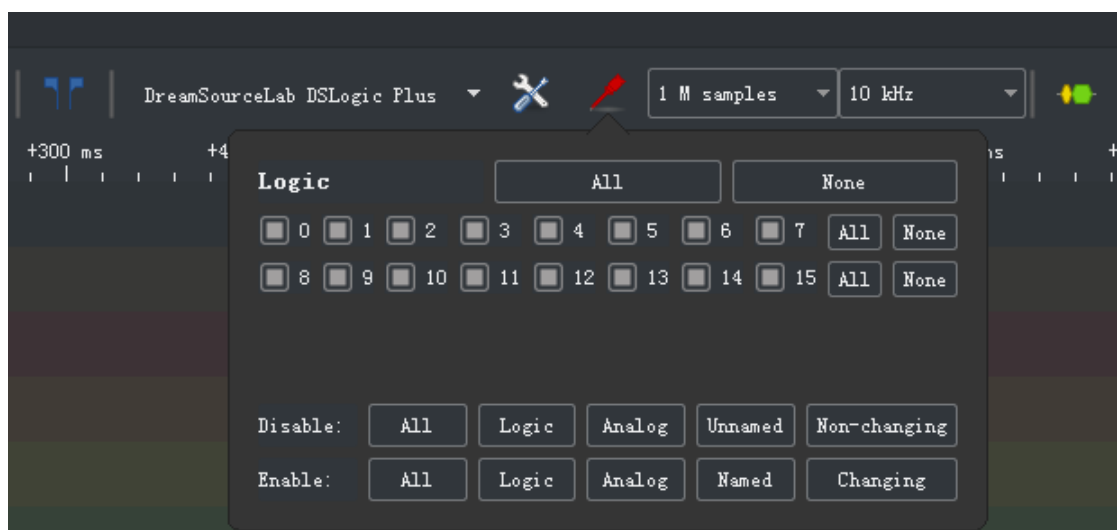 DreamSourceLab DSLogic Plus 1 M samples 10 kHz
+300 ms +4 ns +
Logic All None
0 1 2 3 4 5 6 7 All None
8 9 10 11 12 13 14 15 All None
Disable: All Logic Analog Unnamed Non-changing
Enable: All Logic Analog Named Changing